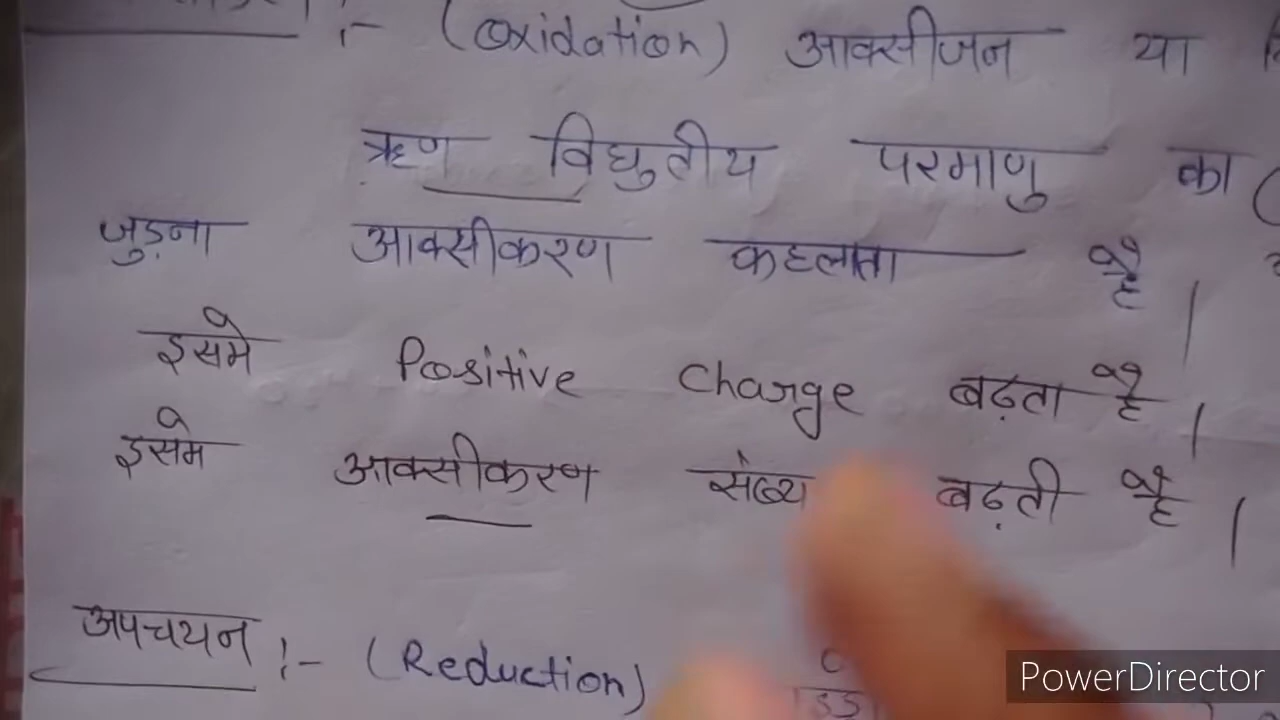 :- (Oxidation) आक्सीजन या
ऋण विघुतीय परमाणु का
जुड़ना आक्सीकरण कहलाता है।
इसमे Positive Charge बढ़ता है।
इसमे आक्सीकरण बढ़ती है।
अपचयन :- (Reduction)
PowerDirector